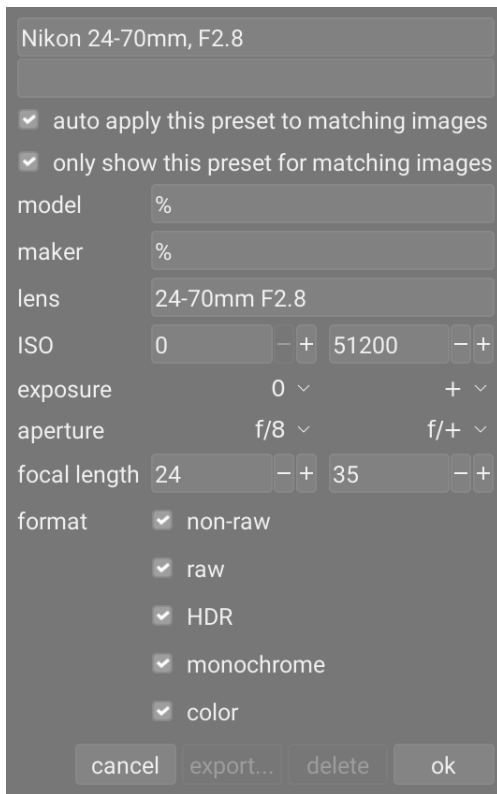 Nikon 24-70mm, F2.8
auto apply this preset to matching images
only show this preset for matching images
model %
maker %
lens 24-70mm F2.8
ISO 0 − + 51200 − +
exposure 0 +
aperture f/8 f/+
focal length 24 − + 35 − +
format non-raw
raw
HDR
monochrome
color
cancel export... delete ok